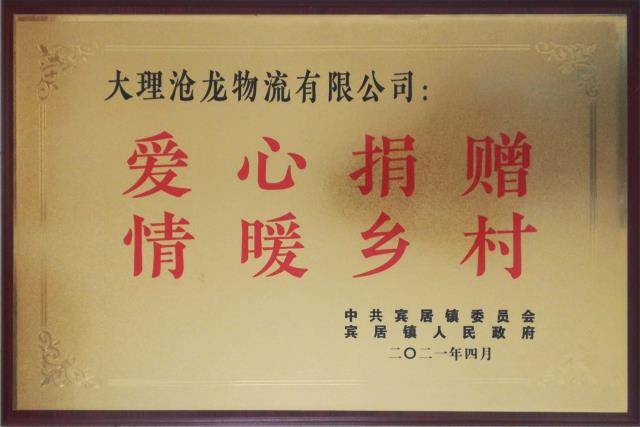 大理沧龙物流有限公司：
爱心捐赠
情暖乡村
中共宾居镇委员会
宾居镇人民政府
二〇二一年四月